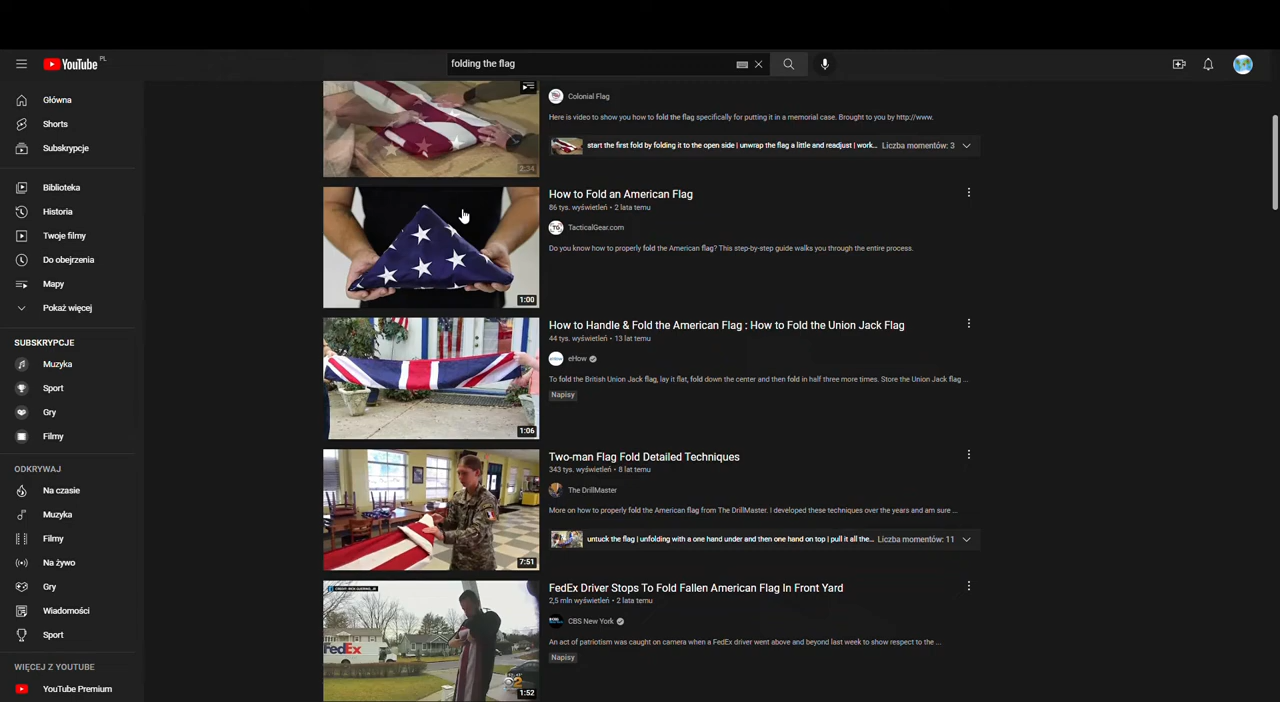 YouTube PL
folding the flag
Główna
Shorts
Subskrypcje
Biblioteka
Historia
Twoje filmy
Do obejrzenia
Mapy
Pokaż więcej
SUBSKRYPCJE
Muzyka
Sport
Gry
Filmy
ODKRYWAJ
Na czasie
Muzyka
Filmy
Na żywo
Gry
Wiadomości
Sport
WIĘCEJ Z YOUTUBE
YouTube Premium
2:34
Colonial Flag
Here is video to show you how to fold the flag specifically for putting it in a memorial case. Brought to you by http://www.
start the first fold by folding it to the open side | unwrap the flag a little and readjust | work... Liczba momentów: 3
1:00
How to Fold an American Flag
86 tys. wyświetleń • 2 lata temu
TacticalGear.com
Do you know how to properly fold the American flag? This step-by-step guide walks you through the entire process.
1:06
How to Handle & Fold the American Flag : How to Fold the Union Jack Flag
44 tys. wyświetleń • 13 lat temu
eHow
To fold the British Union Jack flag, lay it flat, fold down the center and then fold in half three more times. Store the Union Jack flag ...
Napisy
7:51
Two-man Flag Fold Detailed Techniques
343 tys. wyświetleń • 8 lat temu
The DrillMaster
More on how to properly fold the American flag from The DrillMaster. I developed these techniques over the years and am sure ...
untuck the flag | unfolding with a one hand under and then one hand on top | pull it all the... Liczba momentów: 11
FedEx
2
1:52
FedEx Driver Stops To Fold Fallen American Flag In Front Yard
2,5 mln wyświetleń • 2 lata temu
CBS New York
An act of patriotism was caught on camera when a FedEx driver went above and beyond last week to show respect to the ...
Napisy